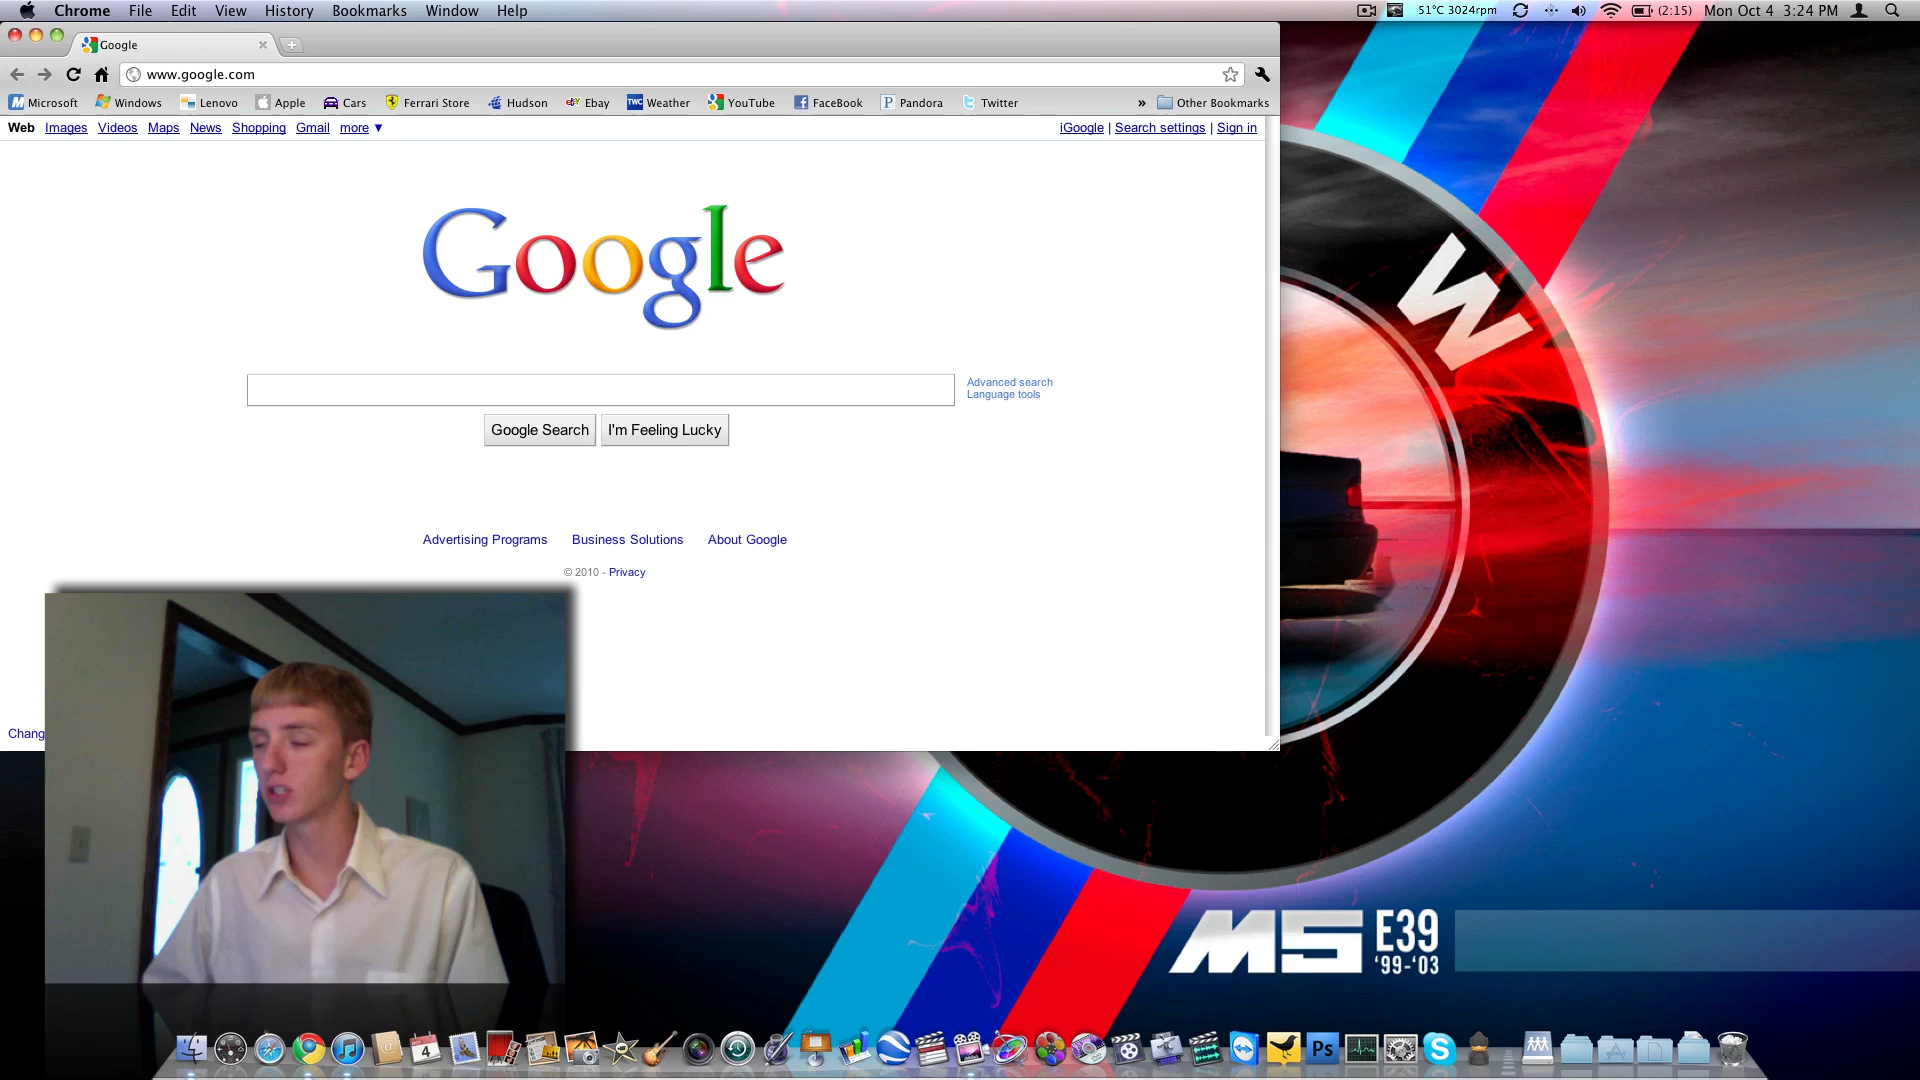 Chrome File Edit View History Bookmarks Window Help 51°C 3024rpm (2:15) Mon Oct 4 3:24 PM
Google
www.google.com
Microsoft Windows Lenovo Apple Cars Ferrari Store Hudson Ebay TWC Weather YouTube FaceBook Pandora Twitter » Other Bookmarks
Web Images Videos Maps News Shopping Gmail more ▼ iGoogle | Search settings | Sign in
Google
Advanced search
Language tools
Google Search I'm Feeling Lucky
Advertising Programs Business Solutions About Google
© 2010 - Privacy
Chang
W
M5 E39
'99-'03
4 Ps